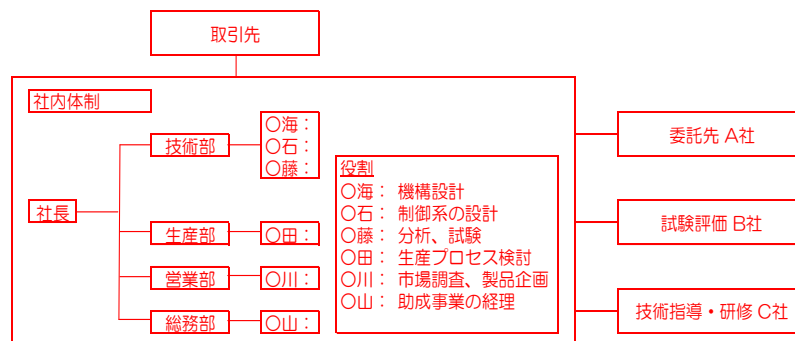 取引先
社内体制
技術部
〇海：
〇石：
〇藤：
社長
生産部
〇田：
営業部
〇川：
総務部
〇山：
役割
〇海： 機構設計
〇石： 制御系の設計
〇藤： 分析、試験
〇田： 生産プロセス検討
〇川： 市場調査、製品企画
〇山： 助成事業の経理
委託先 A社
試験評価 B社
技術指導・研修 C社